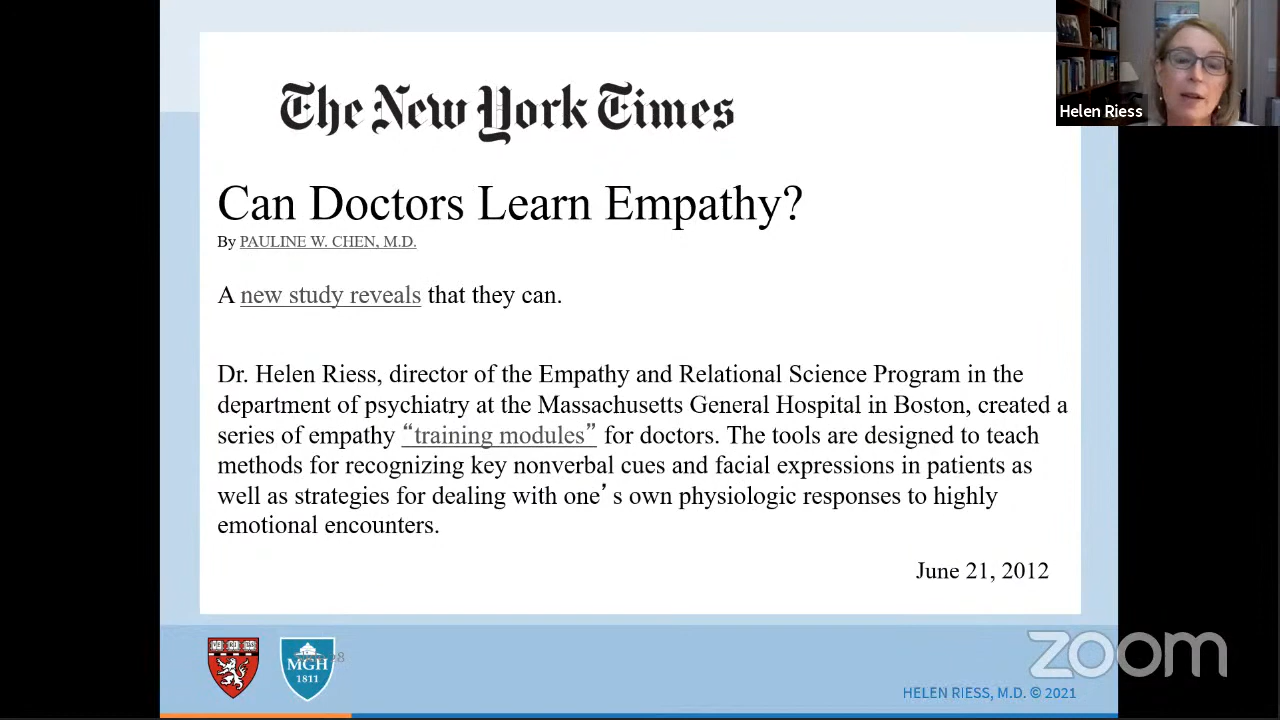 The New York Times
Helen Riess
Can Doctors Learn Empathy?
By PAULINE W. CHEN, M.D.
A new study reveals that they can.
Dr. Helen Riess, director of the Empathy and Relational Science Program in the
department of psychiatry at the Massachusetts General Hospital in Boston, created a
series of empathy “training modules” for doctors. The tools are designed to teach
methods for recognizing key nonverbal cues and facial expressions in patients as
well as strategies for dealing with one’s own physiologic responses to highly
emotional encounters.
June 21, 2012
MGH
1811
zoom
HELEN RIESS, M.D. © 2021